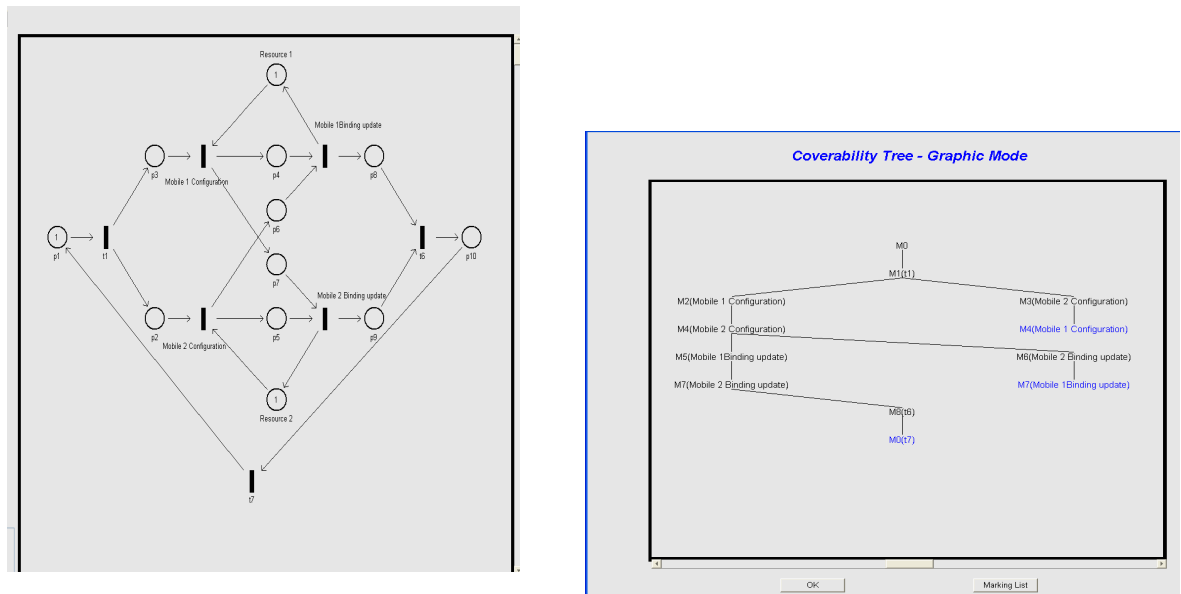 Resource 1
1
Mobile 1Binding update
p3
Mobile 1 Configuration
p4
p8
p6
1
p1
t1
p7
t6
p10
Mobile 2 Binding update
p2
Mobile 2 Configuration
p5
p9
1
Resource 2
t7
Coverability Tree - Graphic Mode
M0
M1(t1)
M2(Mobile 1 Configuration)
M3(Mobile 2 Configuration)
M4(Mobile 2 Configuration)
M4(Mobile 1 Configuration)
M5(Mobile 1Binding update)
M6(Mobile 2 Binding update)
M7(Mobile 2 Binding update)
M7(Mobile 1Binding update)
M8(t6)
M0(t7)
OK
Marking List